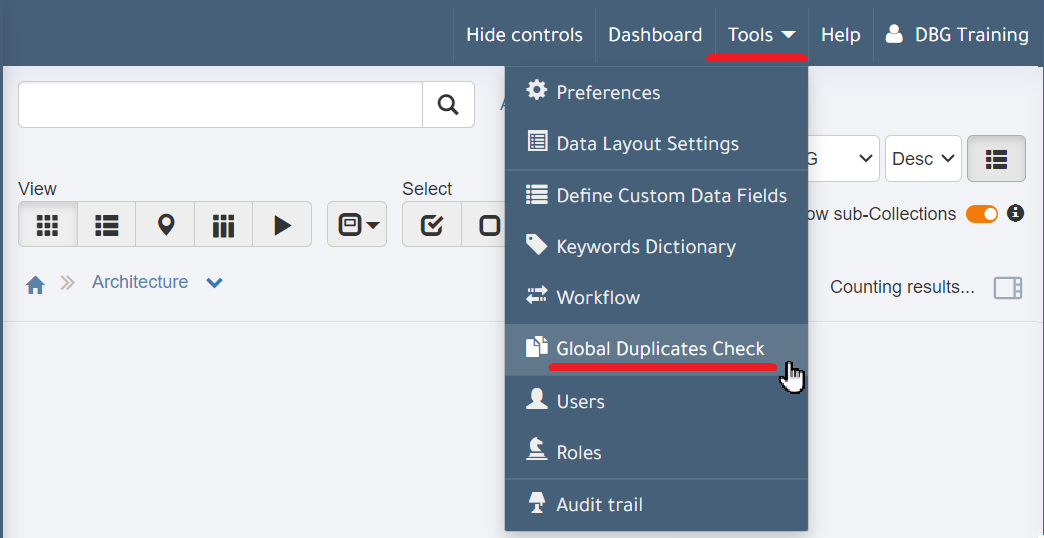 Hide controls
Dashboard
Tools
Help
DBG Training
Preferences
Data Layout Settings
Define Custom Data Fields
Keywords Dictionary
Workflow
Global Duplicates Check
Users
Roles
Audit trail
Desc
View
Select
sub-Collections
Architecture
Counting results...